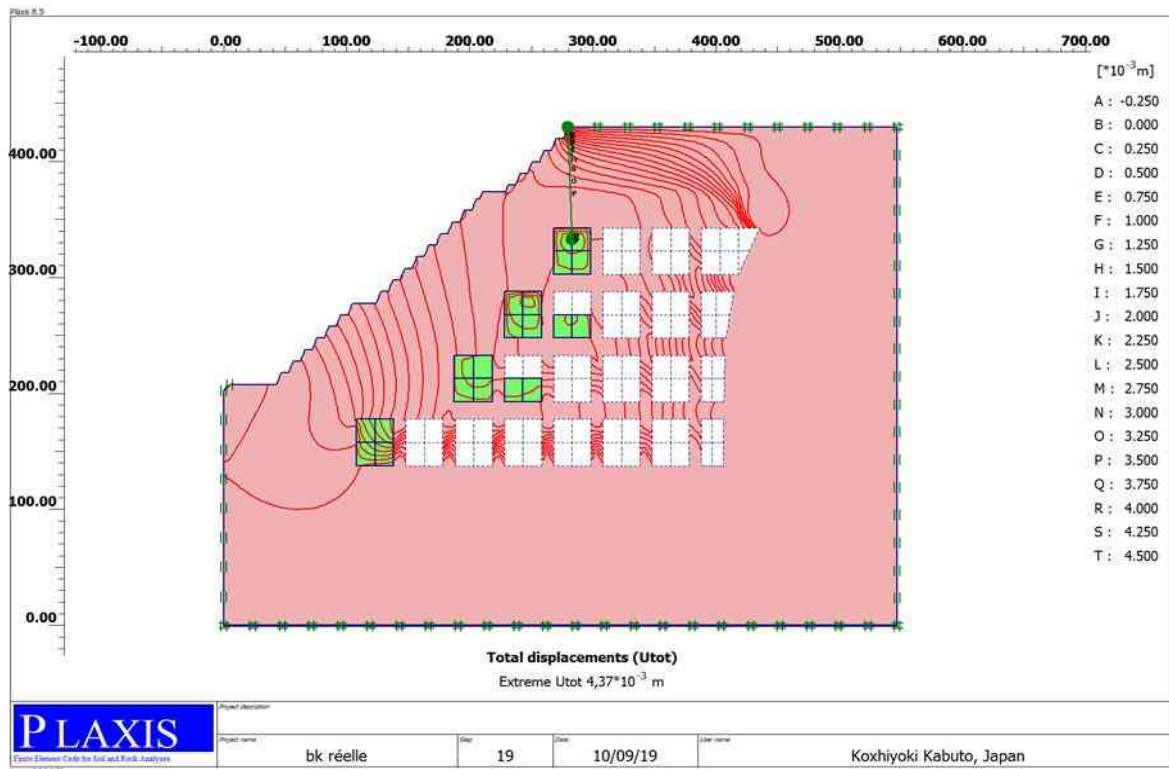 Plaxis 8.5
-100.00 0.00 100.00 200.00 300.00 400.00 500.00 600.00 700.00
400.00
300.00
200.00
100.00
0.00
[*10-3m]
A : -0.250
B : 0.000
C : 0.250
D : 0.500
E : 0.750
F : 1.000
G : 1.250
H : 1.500
I : 1.750
J : 2.000
K : 2.250
L : 2.500
M : 2.750
N : 3.000
O : 3.250
P : 3.500
Q : 3.750
R : 4.000
S : 4.250
T : 4.500
Total displacements (Utot)
Extreme Utot 4,37*10-3 m
PLAXIS
Finite Element Code for Soil and Rock Analyses
Project description
Project name
bk réelle
Step
19
Date
10/09/19
User name
Koxhiyoki Kabuto, Japan